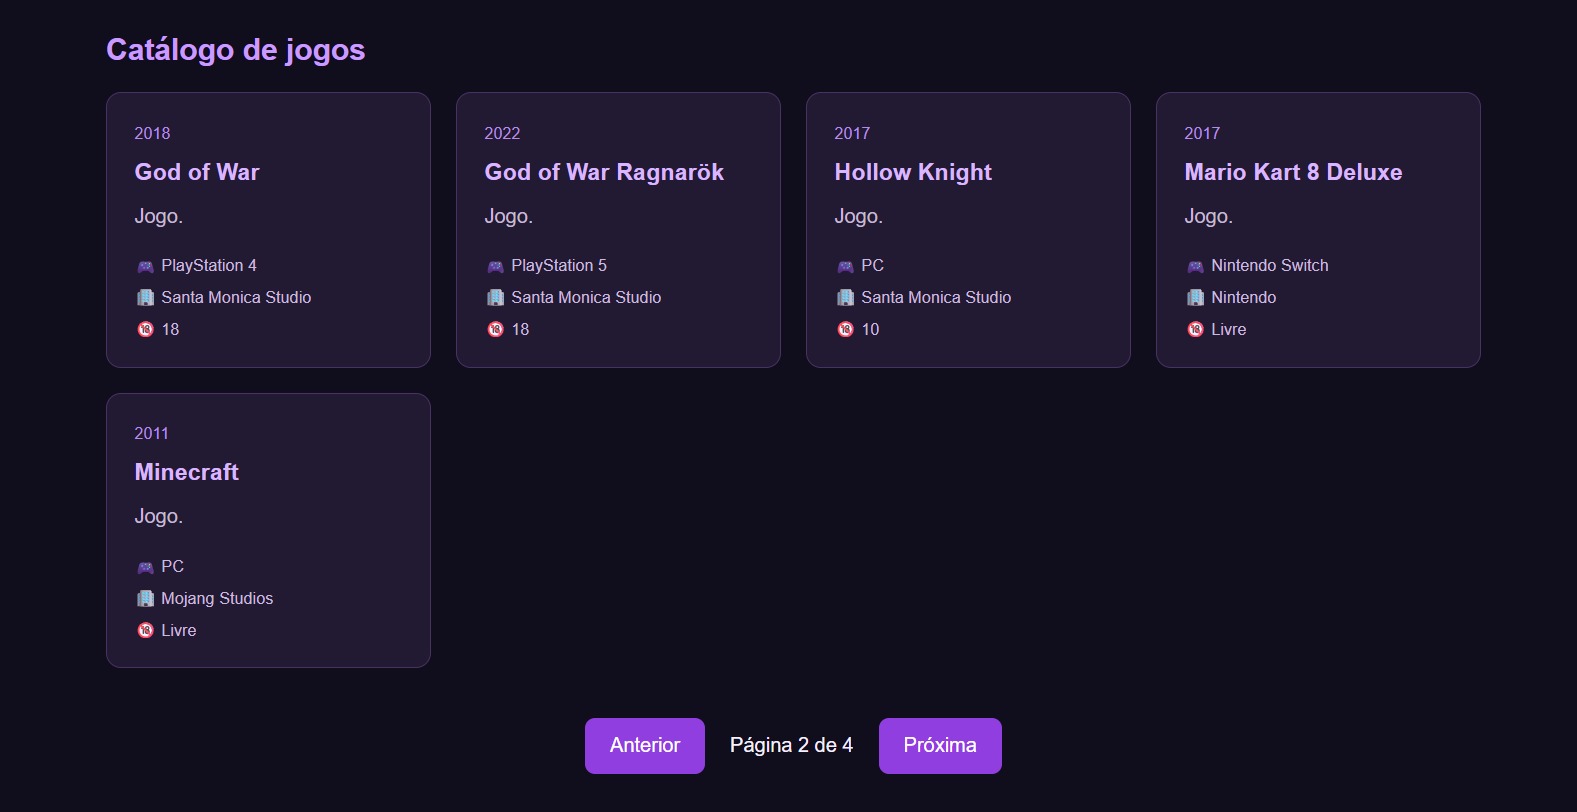 Catálogo de jogos
2018
God of War
Jogo.
PlayStation 4
Santa Monica Studio
18
2022
God of War Ragnarök
Jogo.
PlayStation 5
Santa Monica Studio
18
2017
Hollow Knight
Jogo.
PC
Santa Monica Studio
10
2017
Mario Kart 8 Deluxe
Jogo.
Nintendo Switch
Nintendo
Livre
2011
Minecraft
Jogo.
PC
Mojang Studios
Livre
Anterior
Página 2 de 4
Próxima